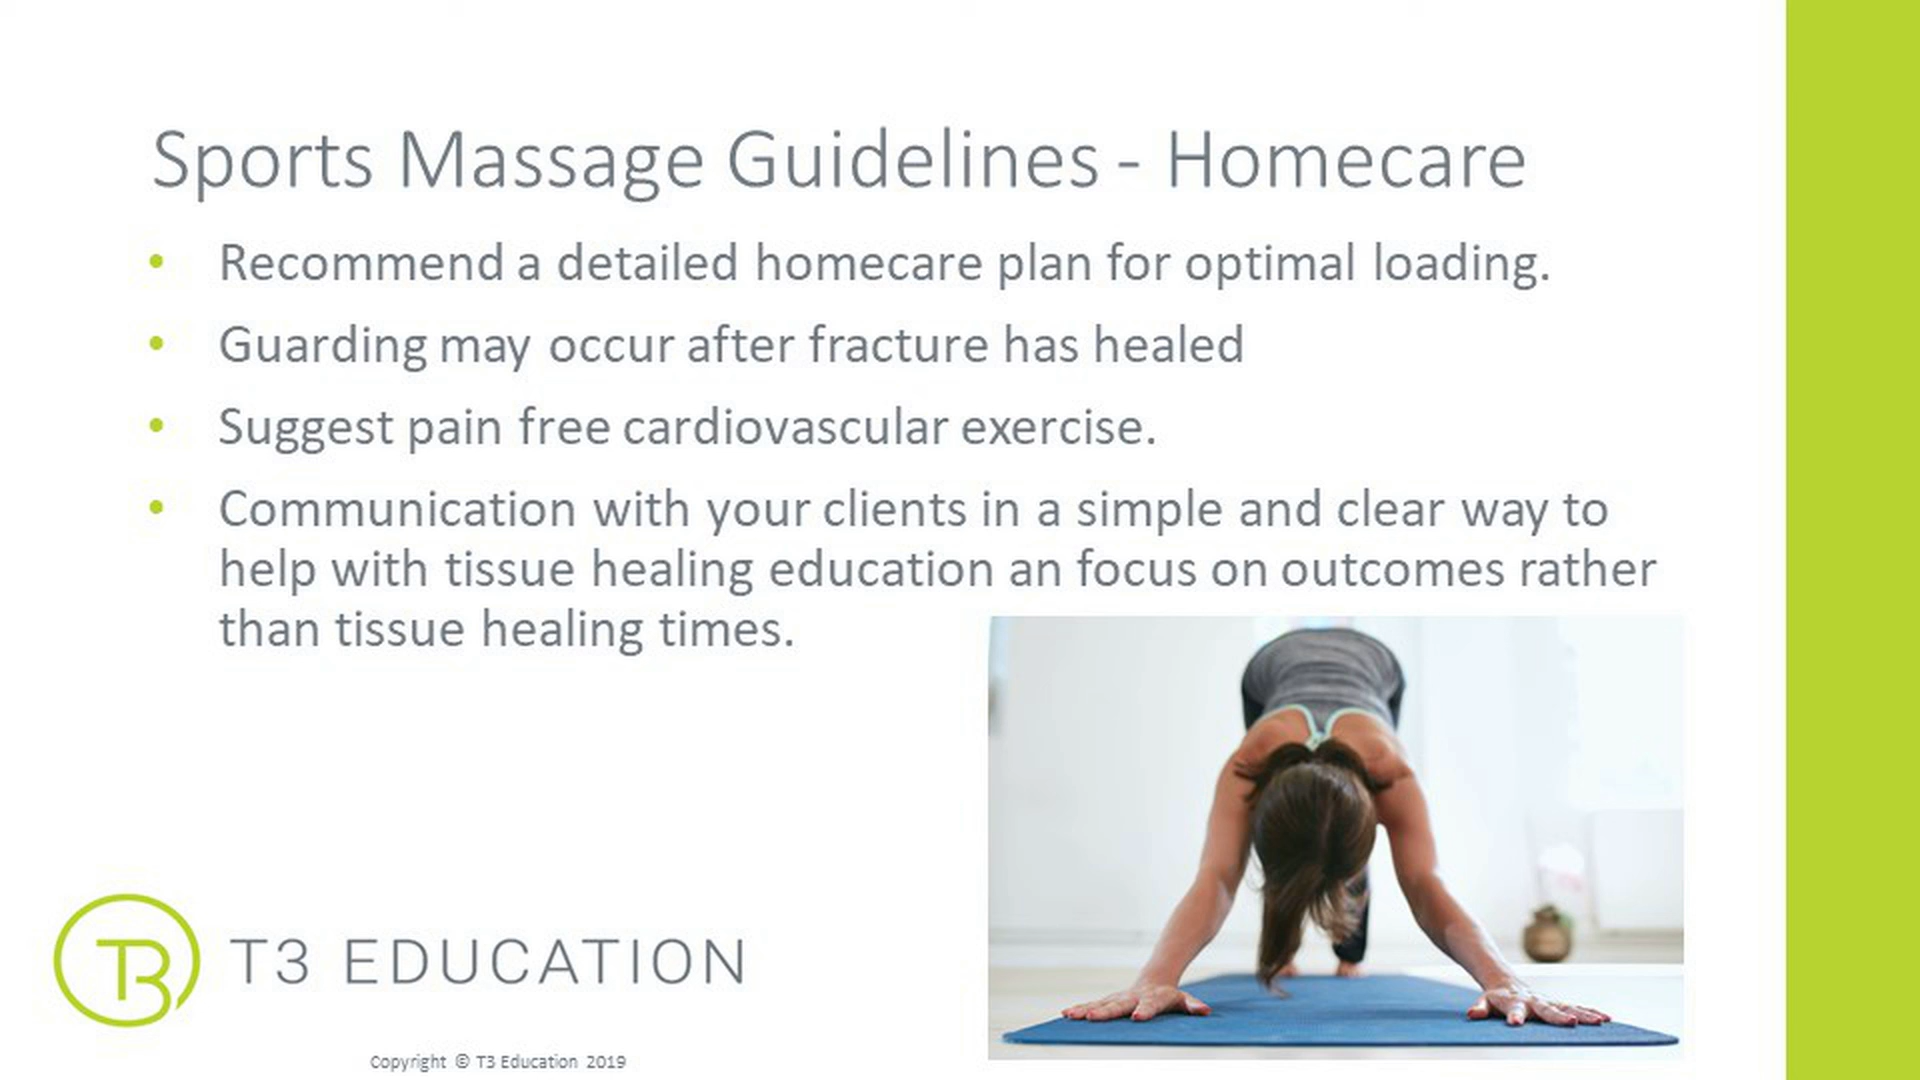 Sports Massage Guidelines - Homecare
• Recommend a detailed homecare plan for optimal loading.
• Guarding may occur after fracture has healed
• Suggest pain free cardiovascular exercise.
• Communication with your clients in a simple and clear way to
help with tissue healing education an focus on outcomes rather
than tissue healing times.
T3 T3 EDUCATION
Copyright © T3 Education 2019